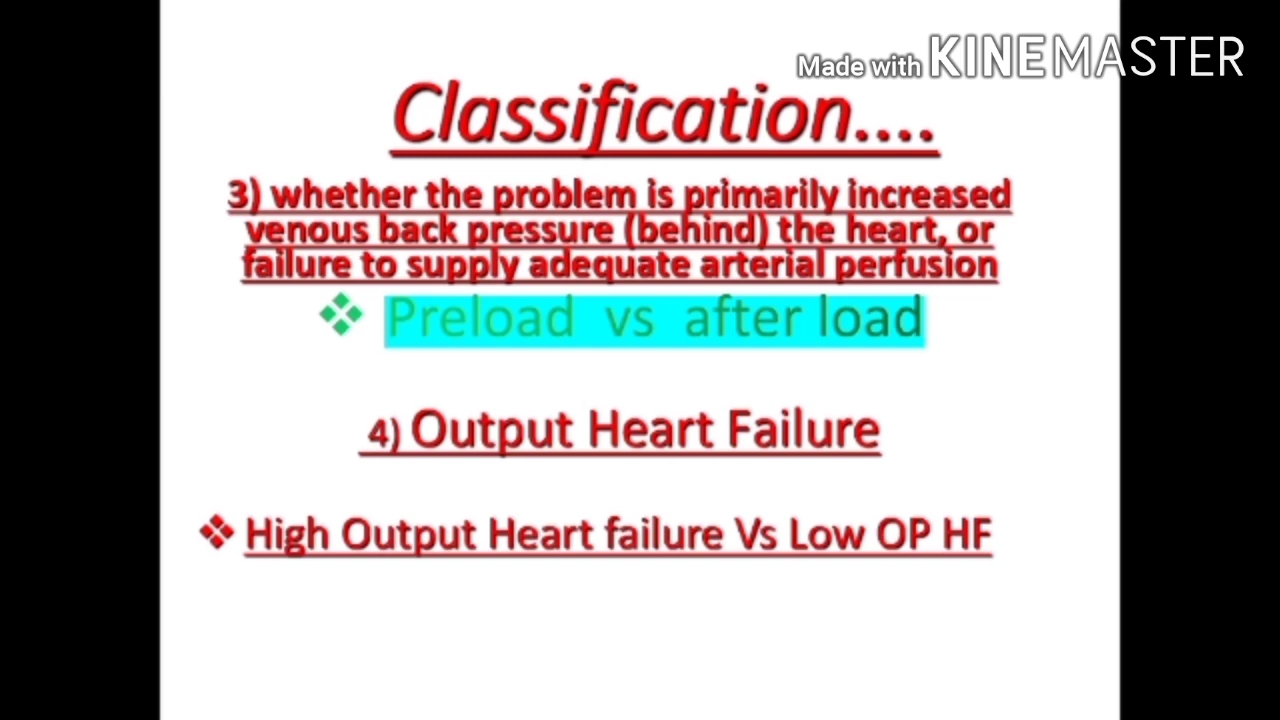 Made with KINEMASTER
Classification....
3) whether the problem is primarily increased
venous back pressure (behind) the heart, or
failure to supply adequate arterial perfusion
❖ Preload vs after load
4) Output Heart Failure
❖ High Output Heart failure Vs Low OP HF